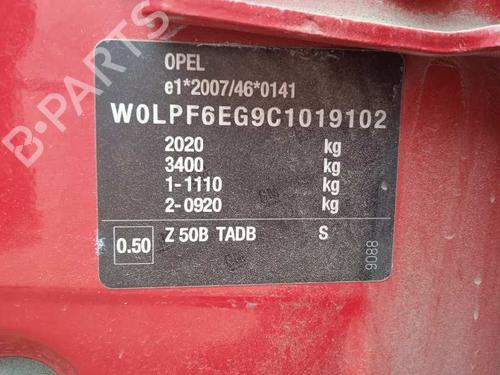 B-PARTS
OPEL
e1*2007/46*0141
W0LPF6EG9C1019102
2020 kg
3400 kg
1-1110 kg
2-0920 kg
0.50 Z 50B TADB S
9088